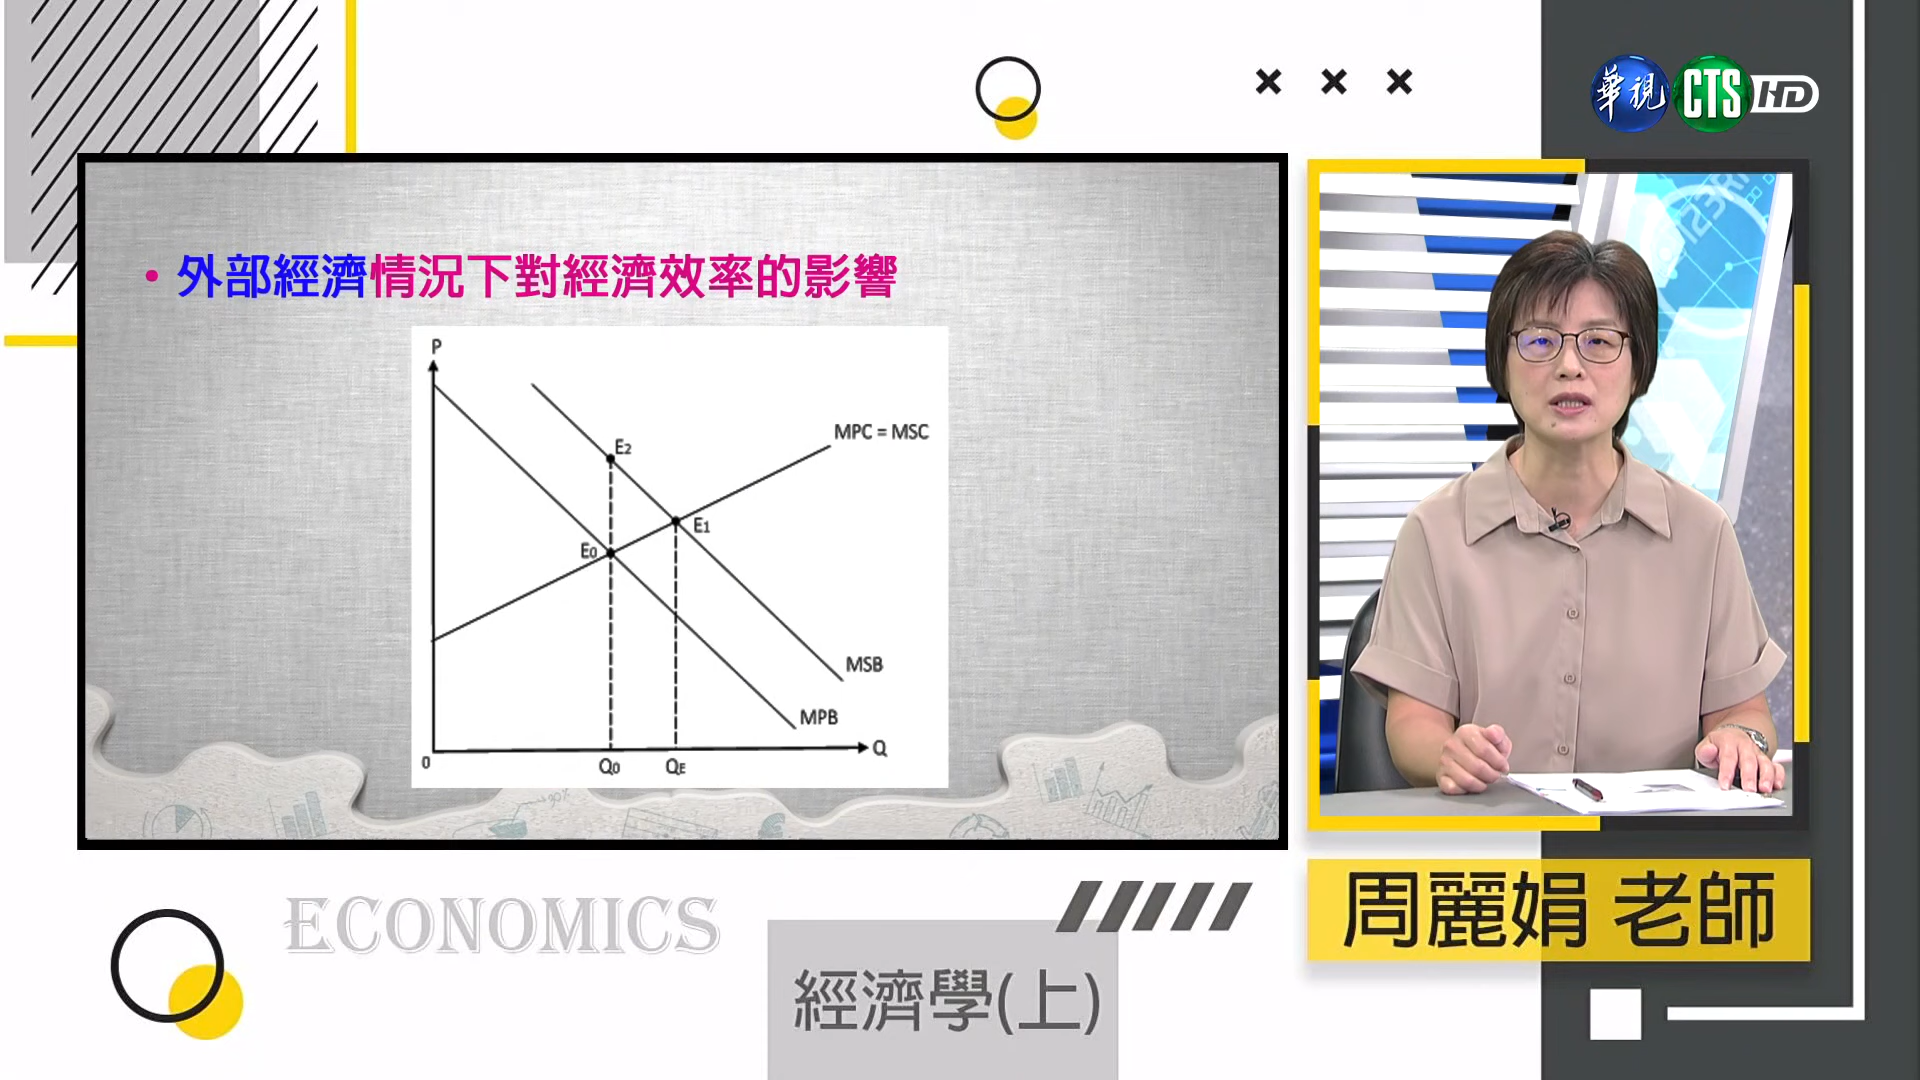 華視 CTS HD
• 外部經濟情況下對經濟效率的影響
P
MPC = MSC
E2
E1
E0
MSB
MPB
0
Q0
QE
Q
ECONOMICS
經濟學(上)
周麗娟 老師